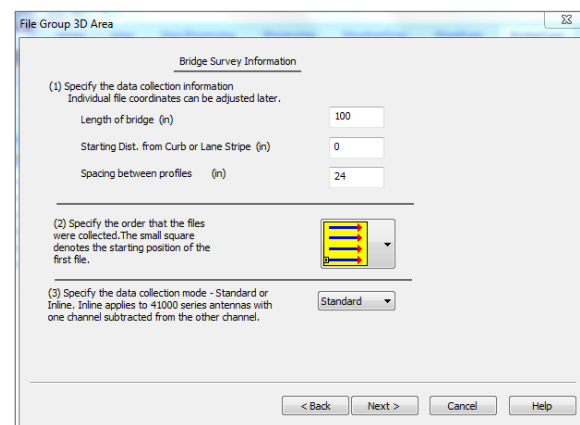 File Group 3D Area
Bridge Survey Information
(1) Specify the data collection information
Individual file coordinates can be adjusted later.
Length of bridge (in) 100
Starting Dist. from Curb or Lane Stripe (in) 0
Spacing between profiles (in) 24
(2) Specify the order that the files
were collected.The small square
denotes the starting position of the
first file.
(3) Specify the data collection mode - Standard or
Inline. Inline applies to 41000 series antennas with
one channel subtracted from the other channel.
Standard
< Back Next > Cancel Help